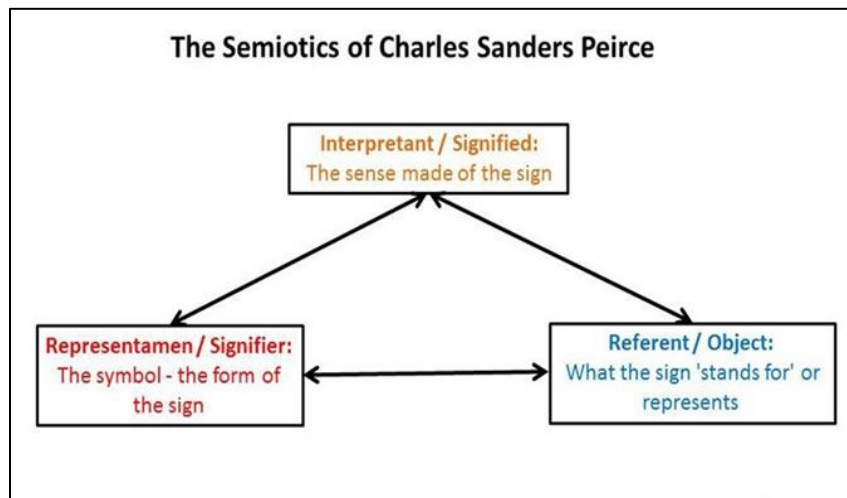 The Semiotics of Charles Sanders Peirce
Interpretant / Signified:
The sense made of the sign
Representamen / Signifier:
The symbol - the form of
the sign
Referent / Object:
What the sign 'stands for' or
represents